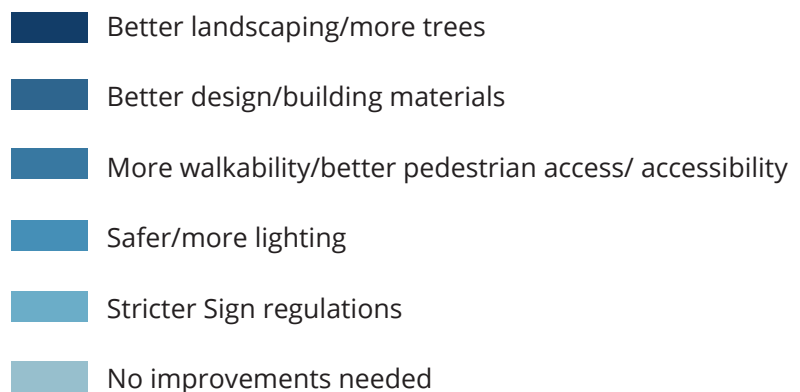 Better landscaping/more trees
Better design/building materials
More walkability/better pedestrian access/ accessibility
Safer/more lighting
Stricter Sign regulations
No improvements needed